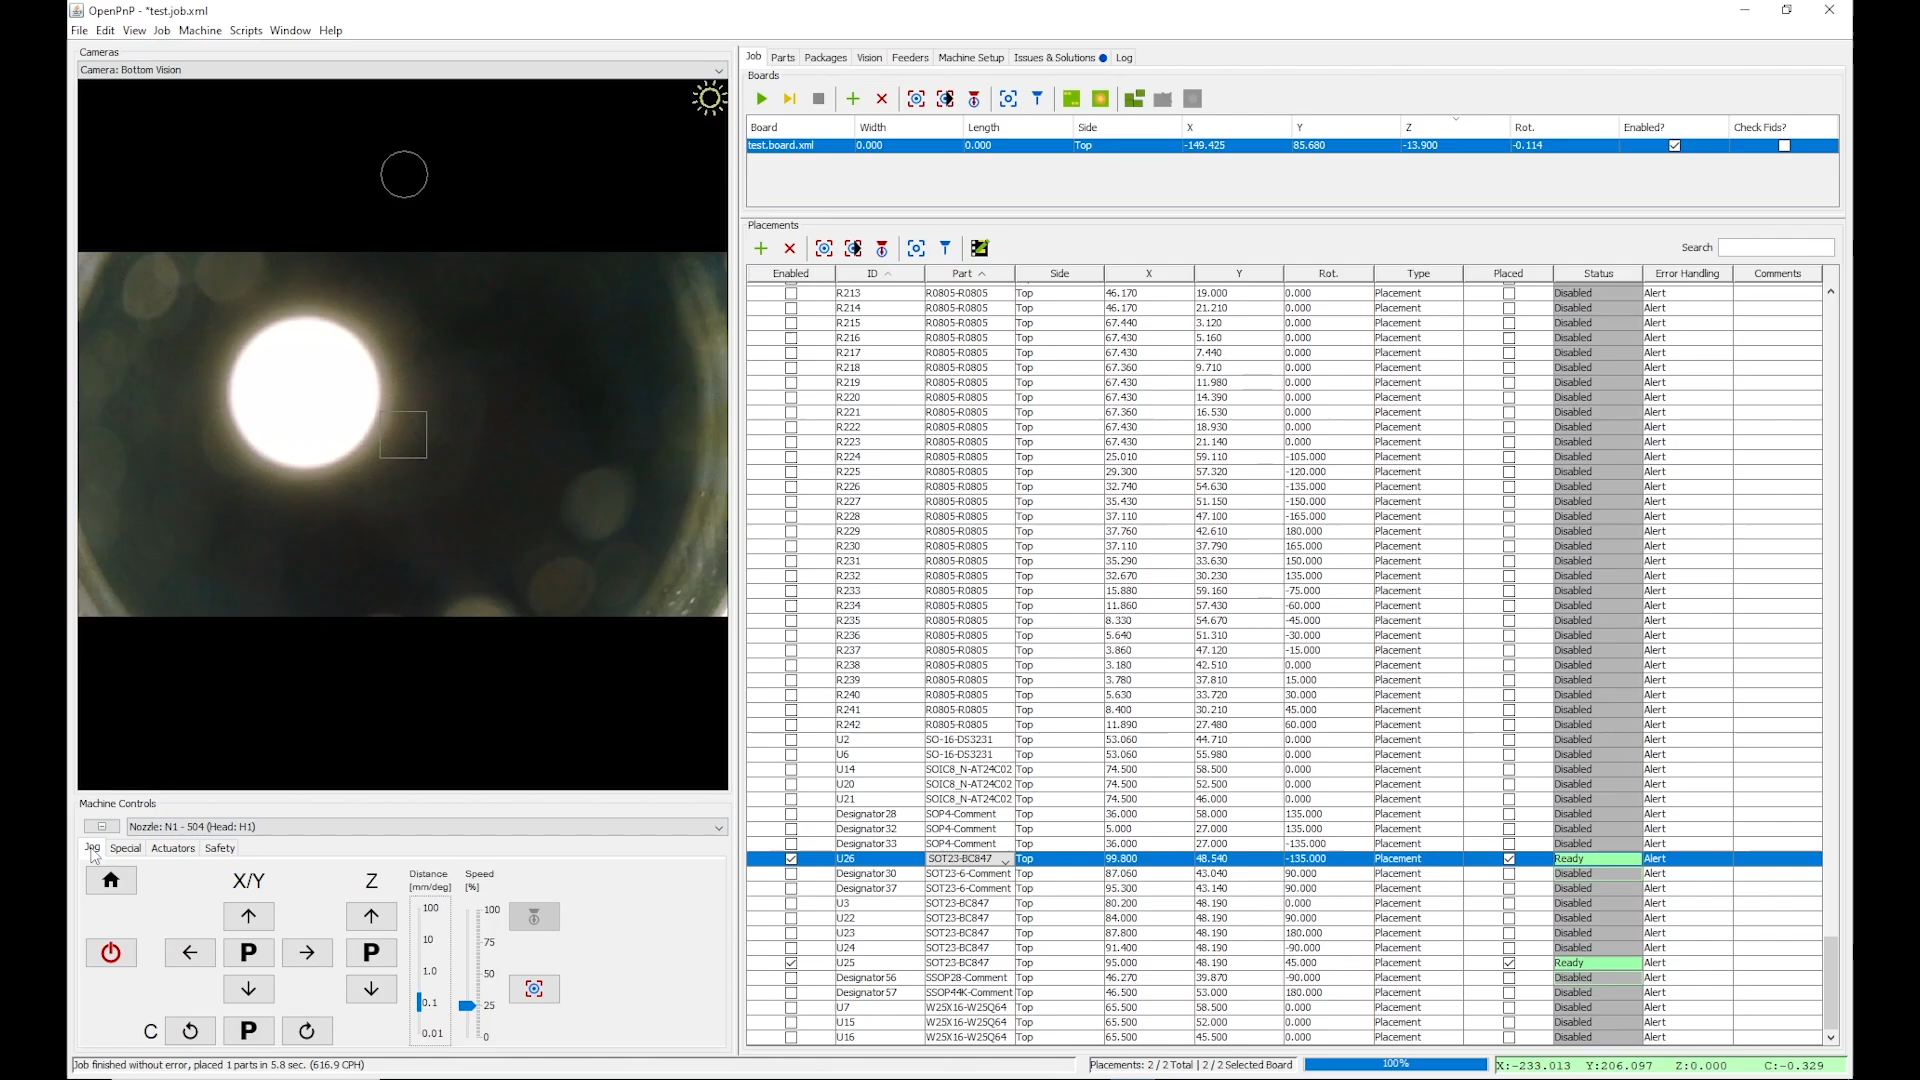 OpenPnP - *test.job.xml
File Edit View Job Machine Scripts Window Help
Cameras
Camera: Bottom Vision
Job Parts Packages Vision Feeders Machine Setup Issues & Solutions Log
Boards
Board Width Length Side X Y Z Rot. Enabled? Check Fids?
test.board.xml 0.000 0.000 Top -149.425 85.680 -13.900 -0.114
Placements
Search
Enabled ID Part Side X Y Rot. Type Placed Status Error Handling Comments
R213 R0805-R0805 Top 46.170 19.000 0.000 Placement Disabled Alert
R214 R0805-R0805 Top 46.170 21.210 0.000 Placement Disabled Alert
R215 R0805-R0805 Top 67.440 3.120 0.000 Placement Disabled Alert
R216 R0805-R0805 Top 67.430 5.160 0.000 Placement Disabled Alert
R217 R0805-R0805 Top 67.430 7.440 0.000 Placement Disabled Alert
R218 R0805-R0805 Top 67.360 9.710 0.000 Placement Disabled Alert
R219 R0805-R0805 Top 67.430 11.980 0.000 Placement Disabled Alert
R220 R0805-R0805 Top 67.430 14.390 0.000 Placement Disabled Alert
R221 R0805-R0805 Top 67.360 16.530 0.000 Placement Disabled Alert
R222 R0805-R0805 Top 67.430 18.930 0.000 Placement Disabled Alert
R223 R0805-R0805 Top 67.430 21.140 0.000 Placement Disabled Alert
R224 R0805-R0805 Top 25.010 59.110 -105.000 Placement Disabled Alert
R225 R0805-R0805 Top 29.300 57.320 -120.000 Placement Disabled Alert
R226 R0805-R0805 Top 32.740 54.630 -135.000 Placement Disabled Alert
R227 R0805-R0805 Top 35.430 51.150 -150.000 Placement Disabled Alert
R228 R0805-R0805 Top 37.110 47.100 -165.000 Placement Disabled Alert
R229 R0805-R0805 Top 37.760 42.610 180.000 Placement Disabled Alert
R230 R0805-R0805 Top 37.110 37.790 165.000 Placement Disabled Alert
R231 R0805-R0805 Top 35.290 33.630 150.000 Placement Disabled Alert
R232 R0805-R0805 Top 32.670 30.230 135.000 Placement Disabled Alert
R233 R0805-R0805 Top 15.880 59.160 -75.000 Placement Disabled Alert
R234 R0805-R0805 Top 11.860 57.430 -60.000 Placement Disabled Alert
R235 R0805-R0805 Top 8.330 54.670 -45.000 Placement Disabled Alert
R236 R0805-R0805 Top 5.640 51.310 -30.000 Placement Disabled Alert
R237 R0805-R0805 Top 3.860 47.120 -15.000 Placement Disabled Alert
R238 R0805-R0805 Top 3.180 42.510 0.000 Placement Disabled Alert
R239 R0805-R0805 Top 3.780 37.810 15.000 Placement Disabled Alert
R240 R0805-R0805 Top 5.630 33.720 30.000 Placement Disabled Alert
R241 R0805-R0805 Top 8.400 30.210 45.000 Placement Disabled Alert
R242 R0805-R0805 Top 11.890 27.480 60.000 Placement Disabled Alert
U2 SO-16-DS3231 Top 53.060 44.710 0.000 Placement Disabled Alert
U6 SO-16-DS3231 Top 53.060 55.980 0.000 Placement Disabled Alert
U14 SOIC8_N-AT24C02 Top 74.500 58.500 0.000 Placement Disabled Alert
U20 SOIC8_N-AT24C02 Top 74.500 52.500 0.000 Placement Disabled Alert
U21 SOIC8_N-AT24C02 Top 74.500 46.000 0.000 Placement Disabled Alert
Designator28 SOP4-Comment Top 36.000 58.000 135.000 Placement Disabled Alert
Designator32 SOP4-Comment Top 5.000 27.000 135.000 Placement Disabled Alert
Designator33 SOP4-Comment Top 36.000 27.000 -135.000 Placement Disabled Alert
U26 SOT23-BC847 Top 99.800 48.540 -135.000 Placement Ready Alert
Designator30 SOT23-6-Comment Top 87.060 43.040 90.000 Placement Disabled Alert
Designator37 SOT23-6-Comment Top 95.300 43.140 90.000 Placement Disabled Alert
U3 SOT23-BC847 Top 80.200 48.190 0.000 Placement Disabled Alert
U22 SOT23-BC847 Top 84.000 48.190 90.000 Placement Disabled Alert
U23 SOT23-BC847 Top 87.800 48.190 180.000 Placement Disabled Alert
U24 SOT23-BC847 Top 91.400 48.190 -90.000 Placement Disabled Alert
U25 SOT23-BC847 Top 95.000 48.190 45.000 Placement Ready Alert
Designator56 SSOP28-Comment Top 46.270 39.870 -90.000 Placement Disabled Alert
Designator57 SSOP44K-Comment Top 46.500 53.000 180.000 Placement Disabled Alert
U7 W25X16-W25Q64 Top 65.500 58.500 0.000 Placement Disabled Alert
U15 W25X16-W25Q64 Top 65.500 52.000 0.000 Placement Disabled Alert
U16 W25X16-W25Q64 Top 65.500 45.500 0.000 Placement Disabled Alert
Machine Controls
Nozzle: N1 - 504 (Head: H1)
Jog Special Actuators Safety
X/Y Z
Distance [mm/deg]
Speed [%]
100 100
10 75
P P
1.0 50
0.1 25
0.01 0
C P
Job finished without error, placed 1 parts in 5.8 sec. (616.9 CPH)
Placements: 2 / 2 Total | 2 / 2 Selected Board
100%
X:-233.013 Y:206.097 Z:0.000 C:-0.329